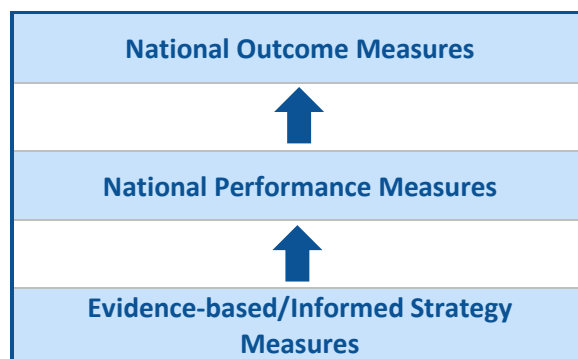 National Outcome Measures
National Performance Measures
Evidence-based/Informed Strategy
Measures